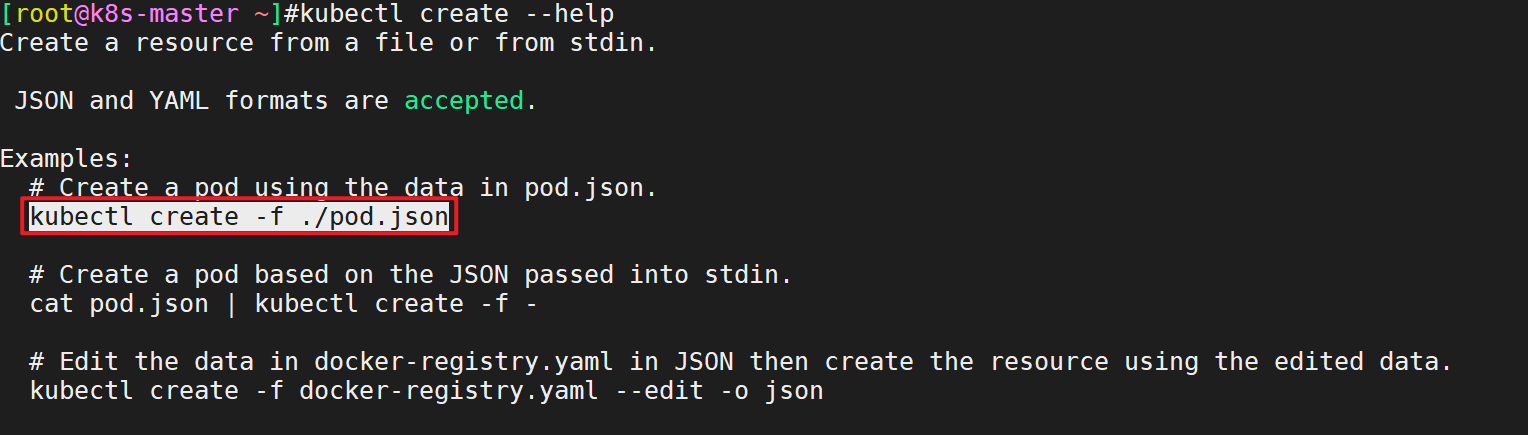 [root@k8s-master ~]#kubectl create --help
Create a resource from a file or from stdin.
JSON and YAML formats are accepted.
Examples:
# Create a pod using the data in pod.json.
kubectl create -f ./pod.json
# Create a pod based on the JSON passed into stdin.
cat pod.json | kubectl create -f -
# Edit the data in docker-registry.yaml in JSON then create the resource using the edited data.
kubectl create -f docker-registry.yaml --edit -o json